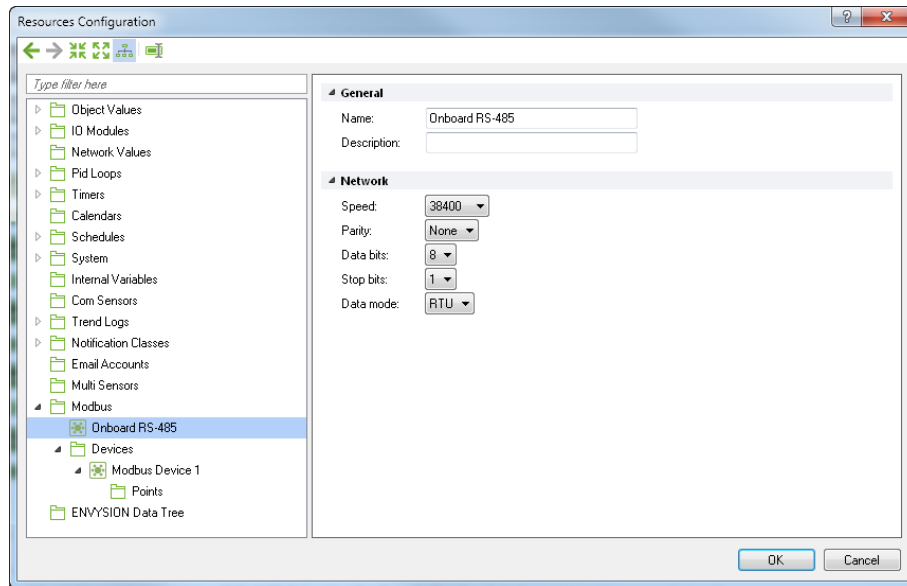 Resources Configuration
Type filter here
Object Values
IO Modules
Network Values
Pid Loops
Timers
Calendars
Schedules
System
Internal Variables
Com Sensors
Trend Logs
Notification Classes
Email Accounts
Multi Sensors
Modbus
Onboard RS-485
Devices
Modbus Device 1
Points
ENVYSION Data Tree
General
Name: Onboard RS-485
Description:
Network
Speed: 38400
Parity: None
Data bits: 8
Stop bits: 1
Data mode: RTU
OK Cancel